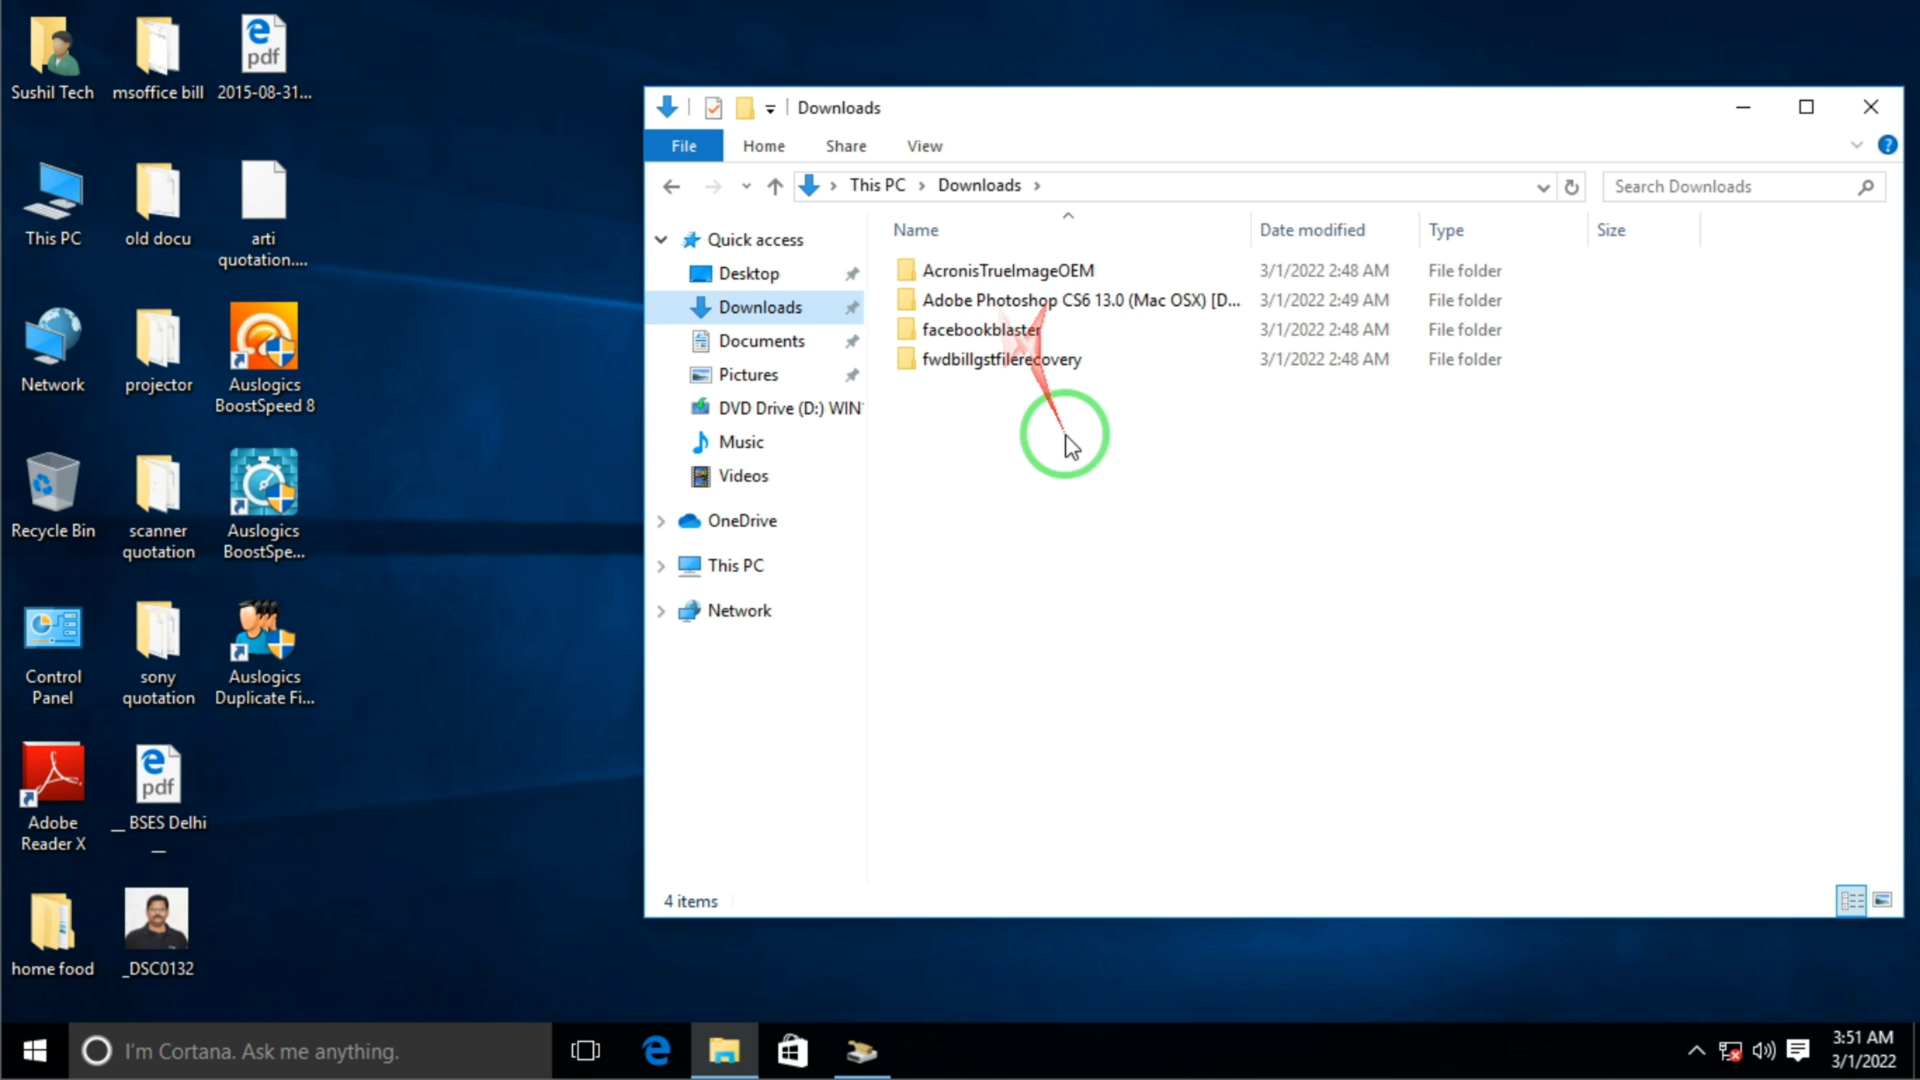 Sushil Tech
msoffice bill
pdf
2015-08-31...
This PC
old docu
arti
quotation....
Network
projector
Auslogics
BoostSpeed 8
Recycle Bin
scanner
quotation
Auslogics
BoostSpe...
Control
Panel
sony
quotation
Auslogics
Duplicate Fi...
Adobe
Reader X
pdf
__ BSES Delhi
__
home food
_DSC0132
Downloads
File
Home
Share
View
This PC
Downloads
Search Downloads
Quick access
Desktop
Downloads
Documents
Pictures
DVD Drive (D:) WIN
Music
Videos
OneDrive
This PC
Network
Name Date modified Type Size
AcronisTrueImageOEM 3/1/2022 2:48 AM File folder
Adobe Photoshop CS6 13.0 (Mac OSX) [D... 3/1/2022 2:49 AM File folder
facebookblaster 3/1/2022 2:48 AM File folder
fwdbillgstfilerecovery 3/1/2022 2:48 AM File folder
4 items
I'm Cortana. Ask me anything.
3:51 AM
3/1/2022